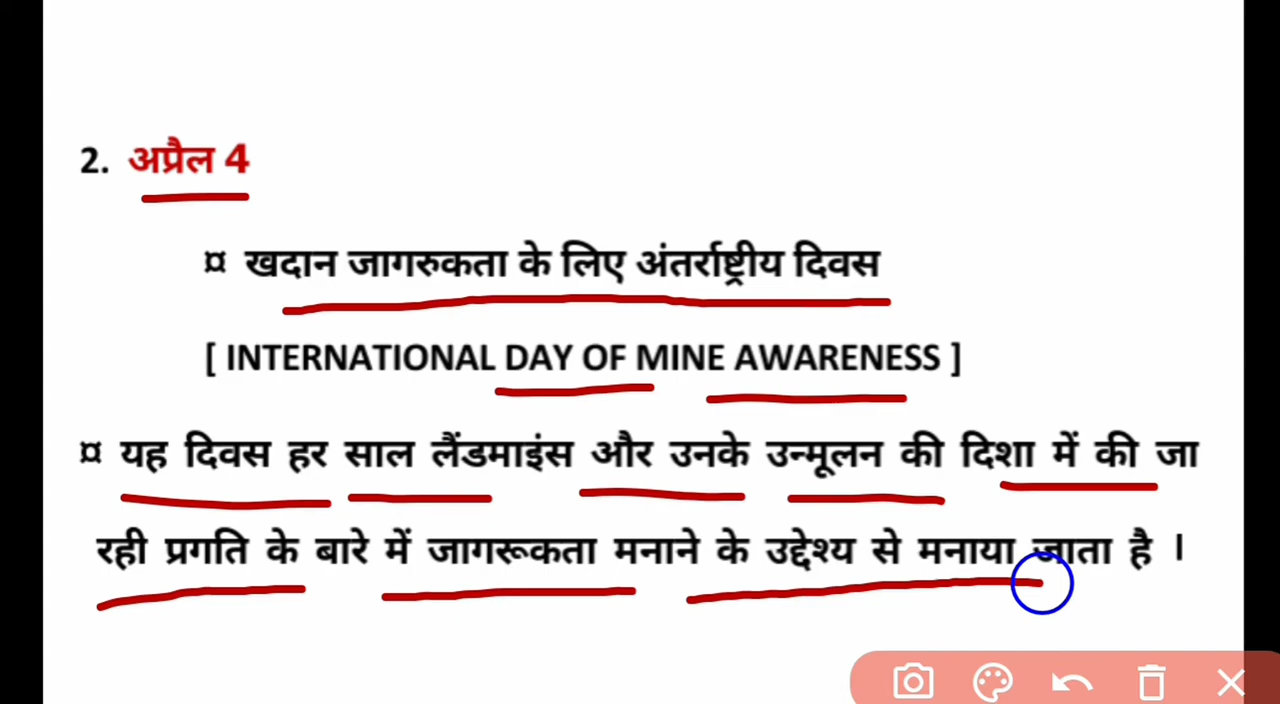 2. अप्रैल 4
¤ खदान जागरुकता के लिए अंतर्राष्ट्रीय दिवस
[ INTERNATIONAL DAY OF MINE AWARENESS ]
¤ यह दिवस हर साल लैंडमाइंस और उनके उन्मूलन की दिशा में की जा
रही प्रगति के बारे में जागरूकता मनाने के उद्देश्य से मनाया जाता है ।